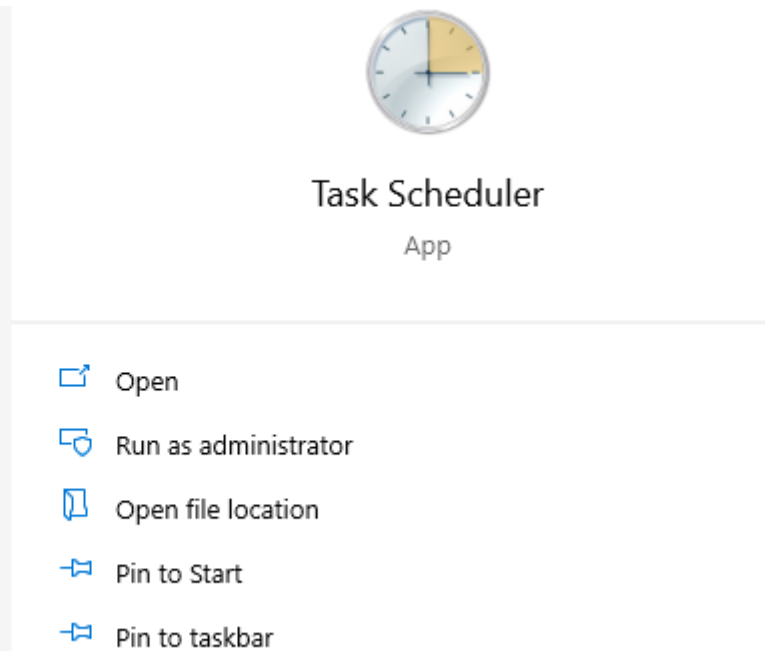 Task Scheduler
App
Open
Run as administrator
Open file location
Pin to Start
Pin to taskbar